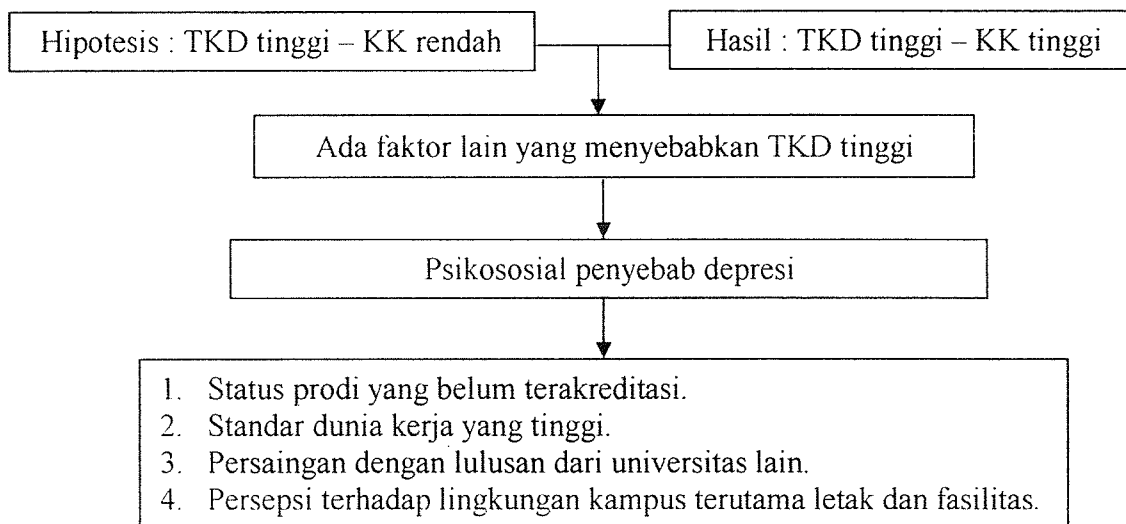 Hipotesis : TKD tinggi – KK rendah
Hasil : TKD tinggi – KK tinggi
Ada faktor lain yang menyebabkan TKD tinggi
Psikososial penyebab depresi
1. Status prodi yang belum terakreditasi.
2. Standar dunia kerja yang tinggi.
3. Persaingan dengan lulusan dari universitas lain.
4. Persepsi terhadap lingkungan kampus terutama letak dan fasilitas.